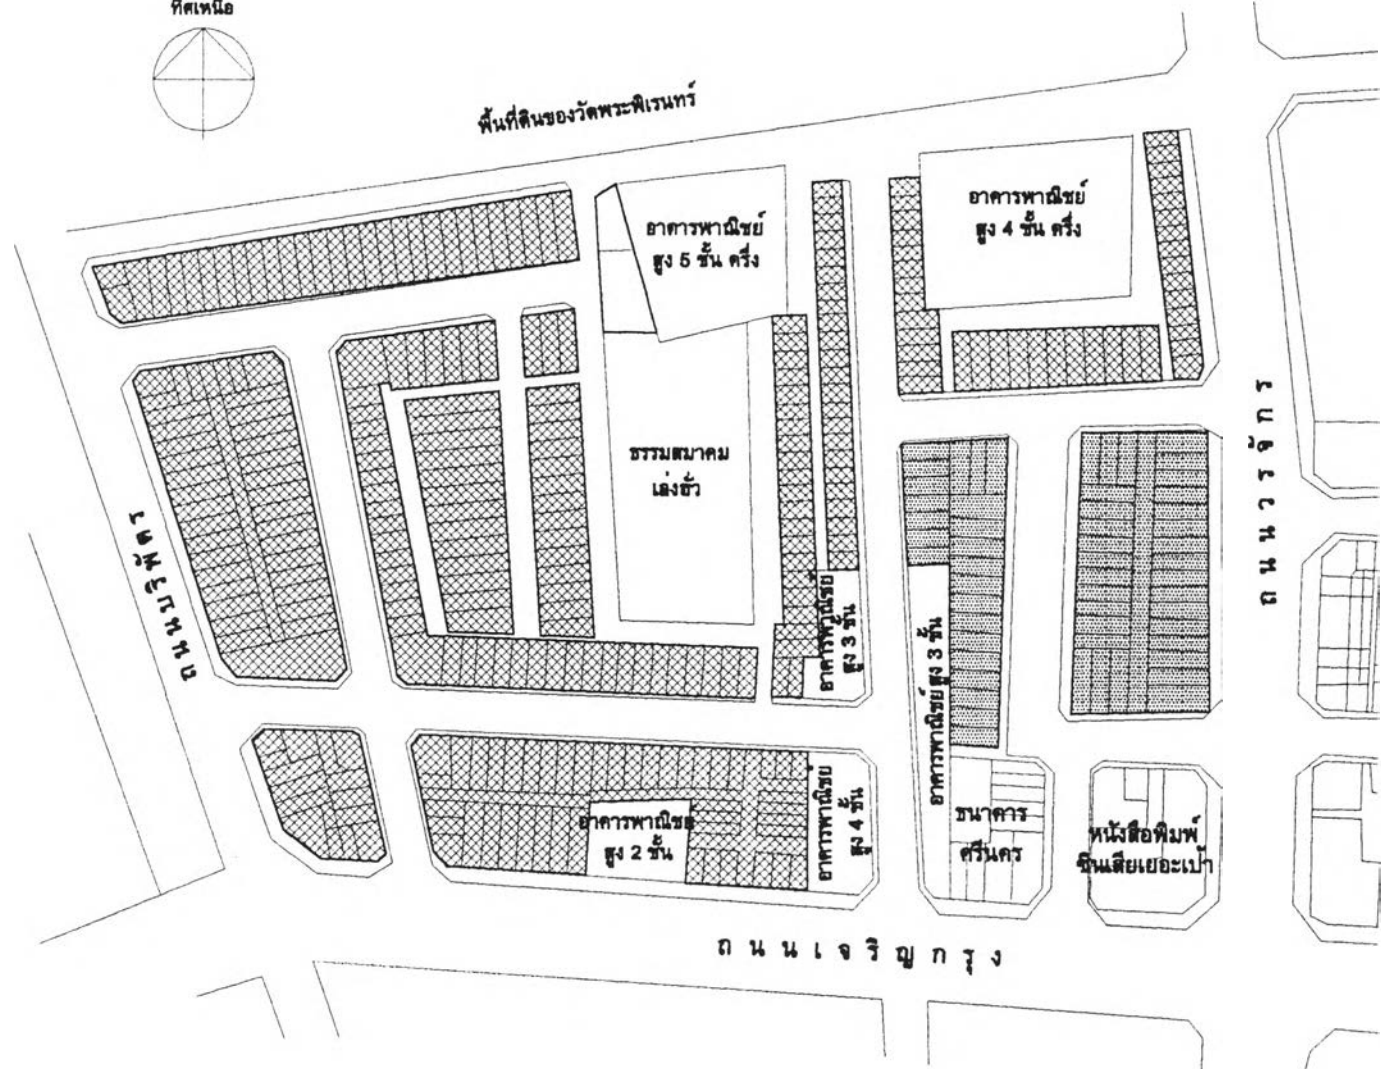 ทิศเหนือ
พื้นที่ดินของวัดพระพิเรนทร์
อาคารพาณิชย์
สูง 5 ชั้น ครึ่ง
อาคารพาณิชย์
สูง 4 ชั้น ครึ่ง
ธรรมสมาคม
เล่งฮั่ว
ถนนบริพัตร
ถนนวรจักร
อาคารพาณิชย์
สูง 3 ชั้น
อาคารพาณิชย์สูง 3 ชั้น
อาคารพาณิชย์
สูง 2 ชั้น
อาคารพาณิชย์
สูง 4 ชั้น
ธนาคาร
ศรีนคร
หนังสือพิมพ์
ซินเสียเยอะเป้า
ถนนเจริญกรุง